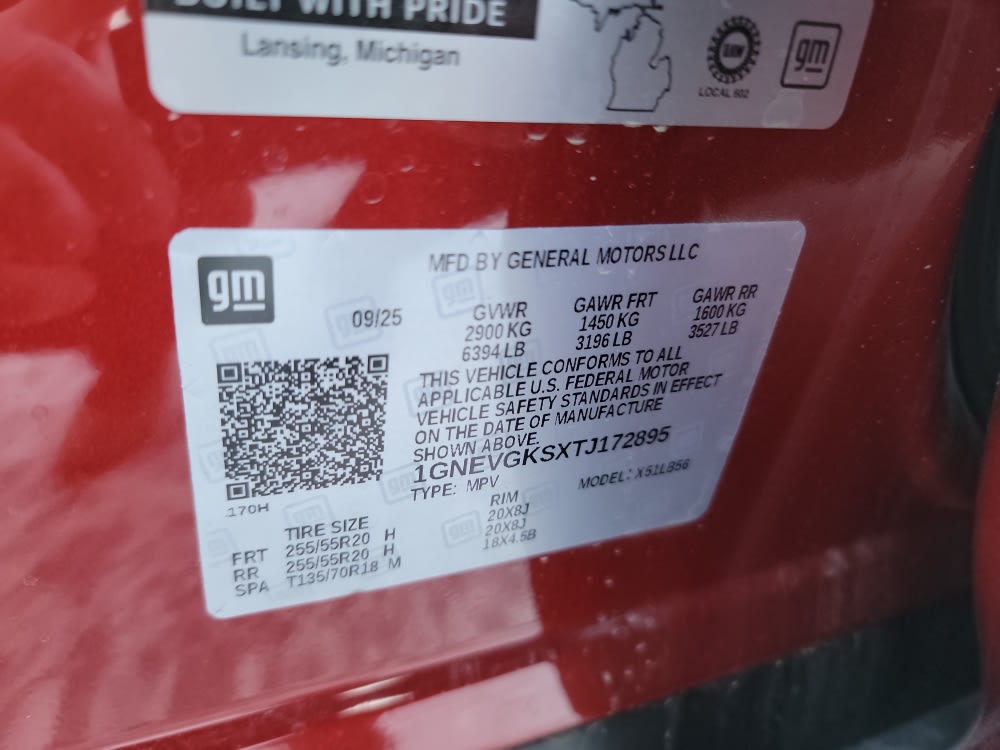 BUILT WITH PRIDE
Lansing, Michigan
UAW
LOCAL 602
gm
gm
MFD BY GENERAL MOTORS LLC
09/25
GVWR
2900 KG
6394 LB
GAWR FRT
1450 KG
3196 LB
GAWR RR
1600 KG
3527 LB
THIS VEHICLE CONFORMS TO ALL
APPLICABLE U.S. FEDERAL MOTOR
VEHICLE SAFETY STANDARDS IN EFFECT
ON THE DATE OF MANUFACTURE
SHOWN ABOVE.
1GNEVGKSXTJ172895
TYPE: MPV
MODEL: X51LB56
170H
TIRE SIZE RIM
FRT 255/55R20 H 20X8J
RR 255/55R20 H 20X8J
SPA T135/70R18 M 18X4.5B